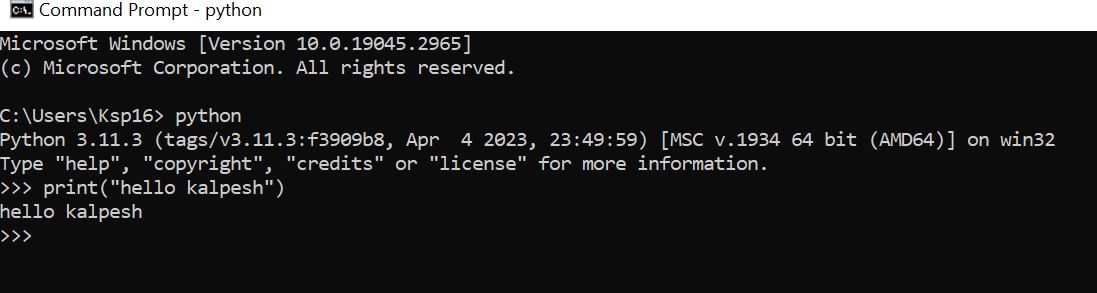 Command Prompt - python
Microsoft Windows [Version 10.0.19045.2965]
(c) Microsoft Corporation. All rights reserved.
C:\Users\Ksp16> python
Python 3.11.3 (tags/v3.11.3:f3909b8, Apr  4 2023, 23:49:59) [MSC v.1934 64 bit (AMD64)] on win32
Type "help", "copyright", "credits" or "license" for more information.
>>> print("hello kalpesh")
hello kalpesh
>>>